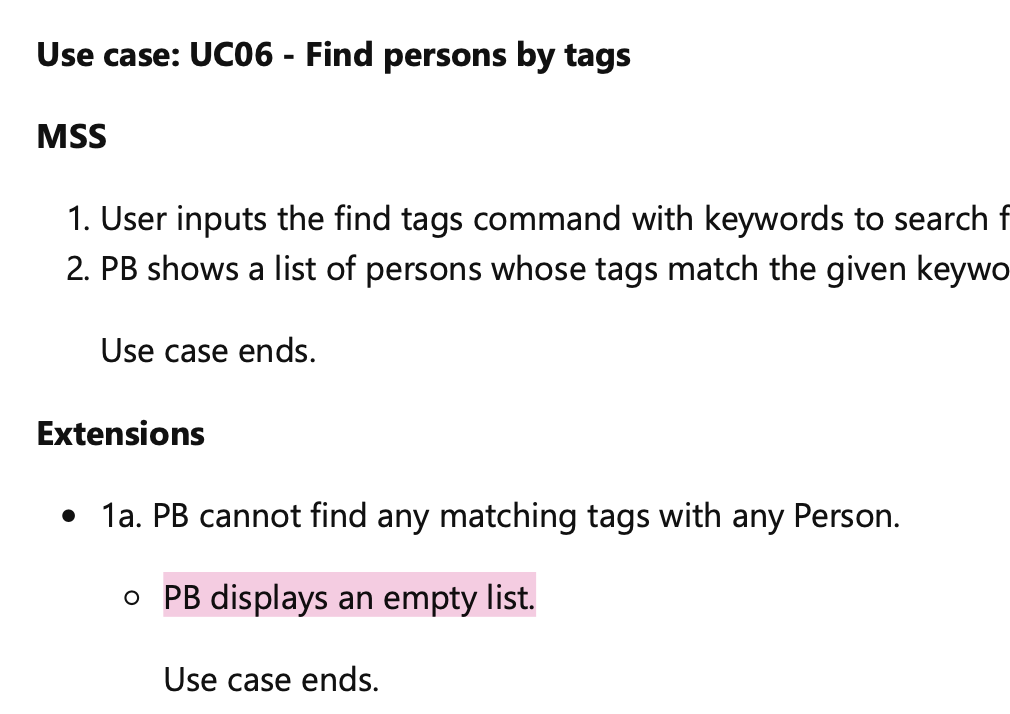 Use case: UC06 - Find persons by tags
MSS
1. User inputs the find tags command with keywords to search
2. PB shows a list of persons whose tags match the given
Use case ends.
Extensions
• 1a. PB cannot find any matching tags with any Person.
○ PB displays an empty list.
Use case ends.